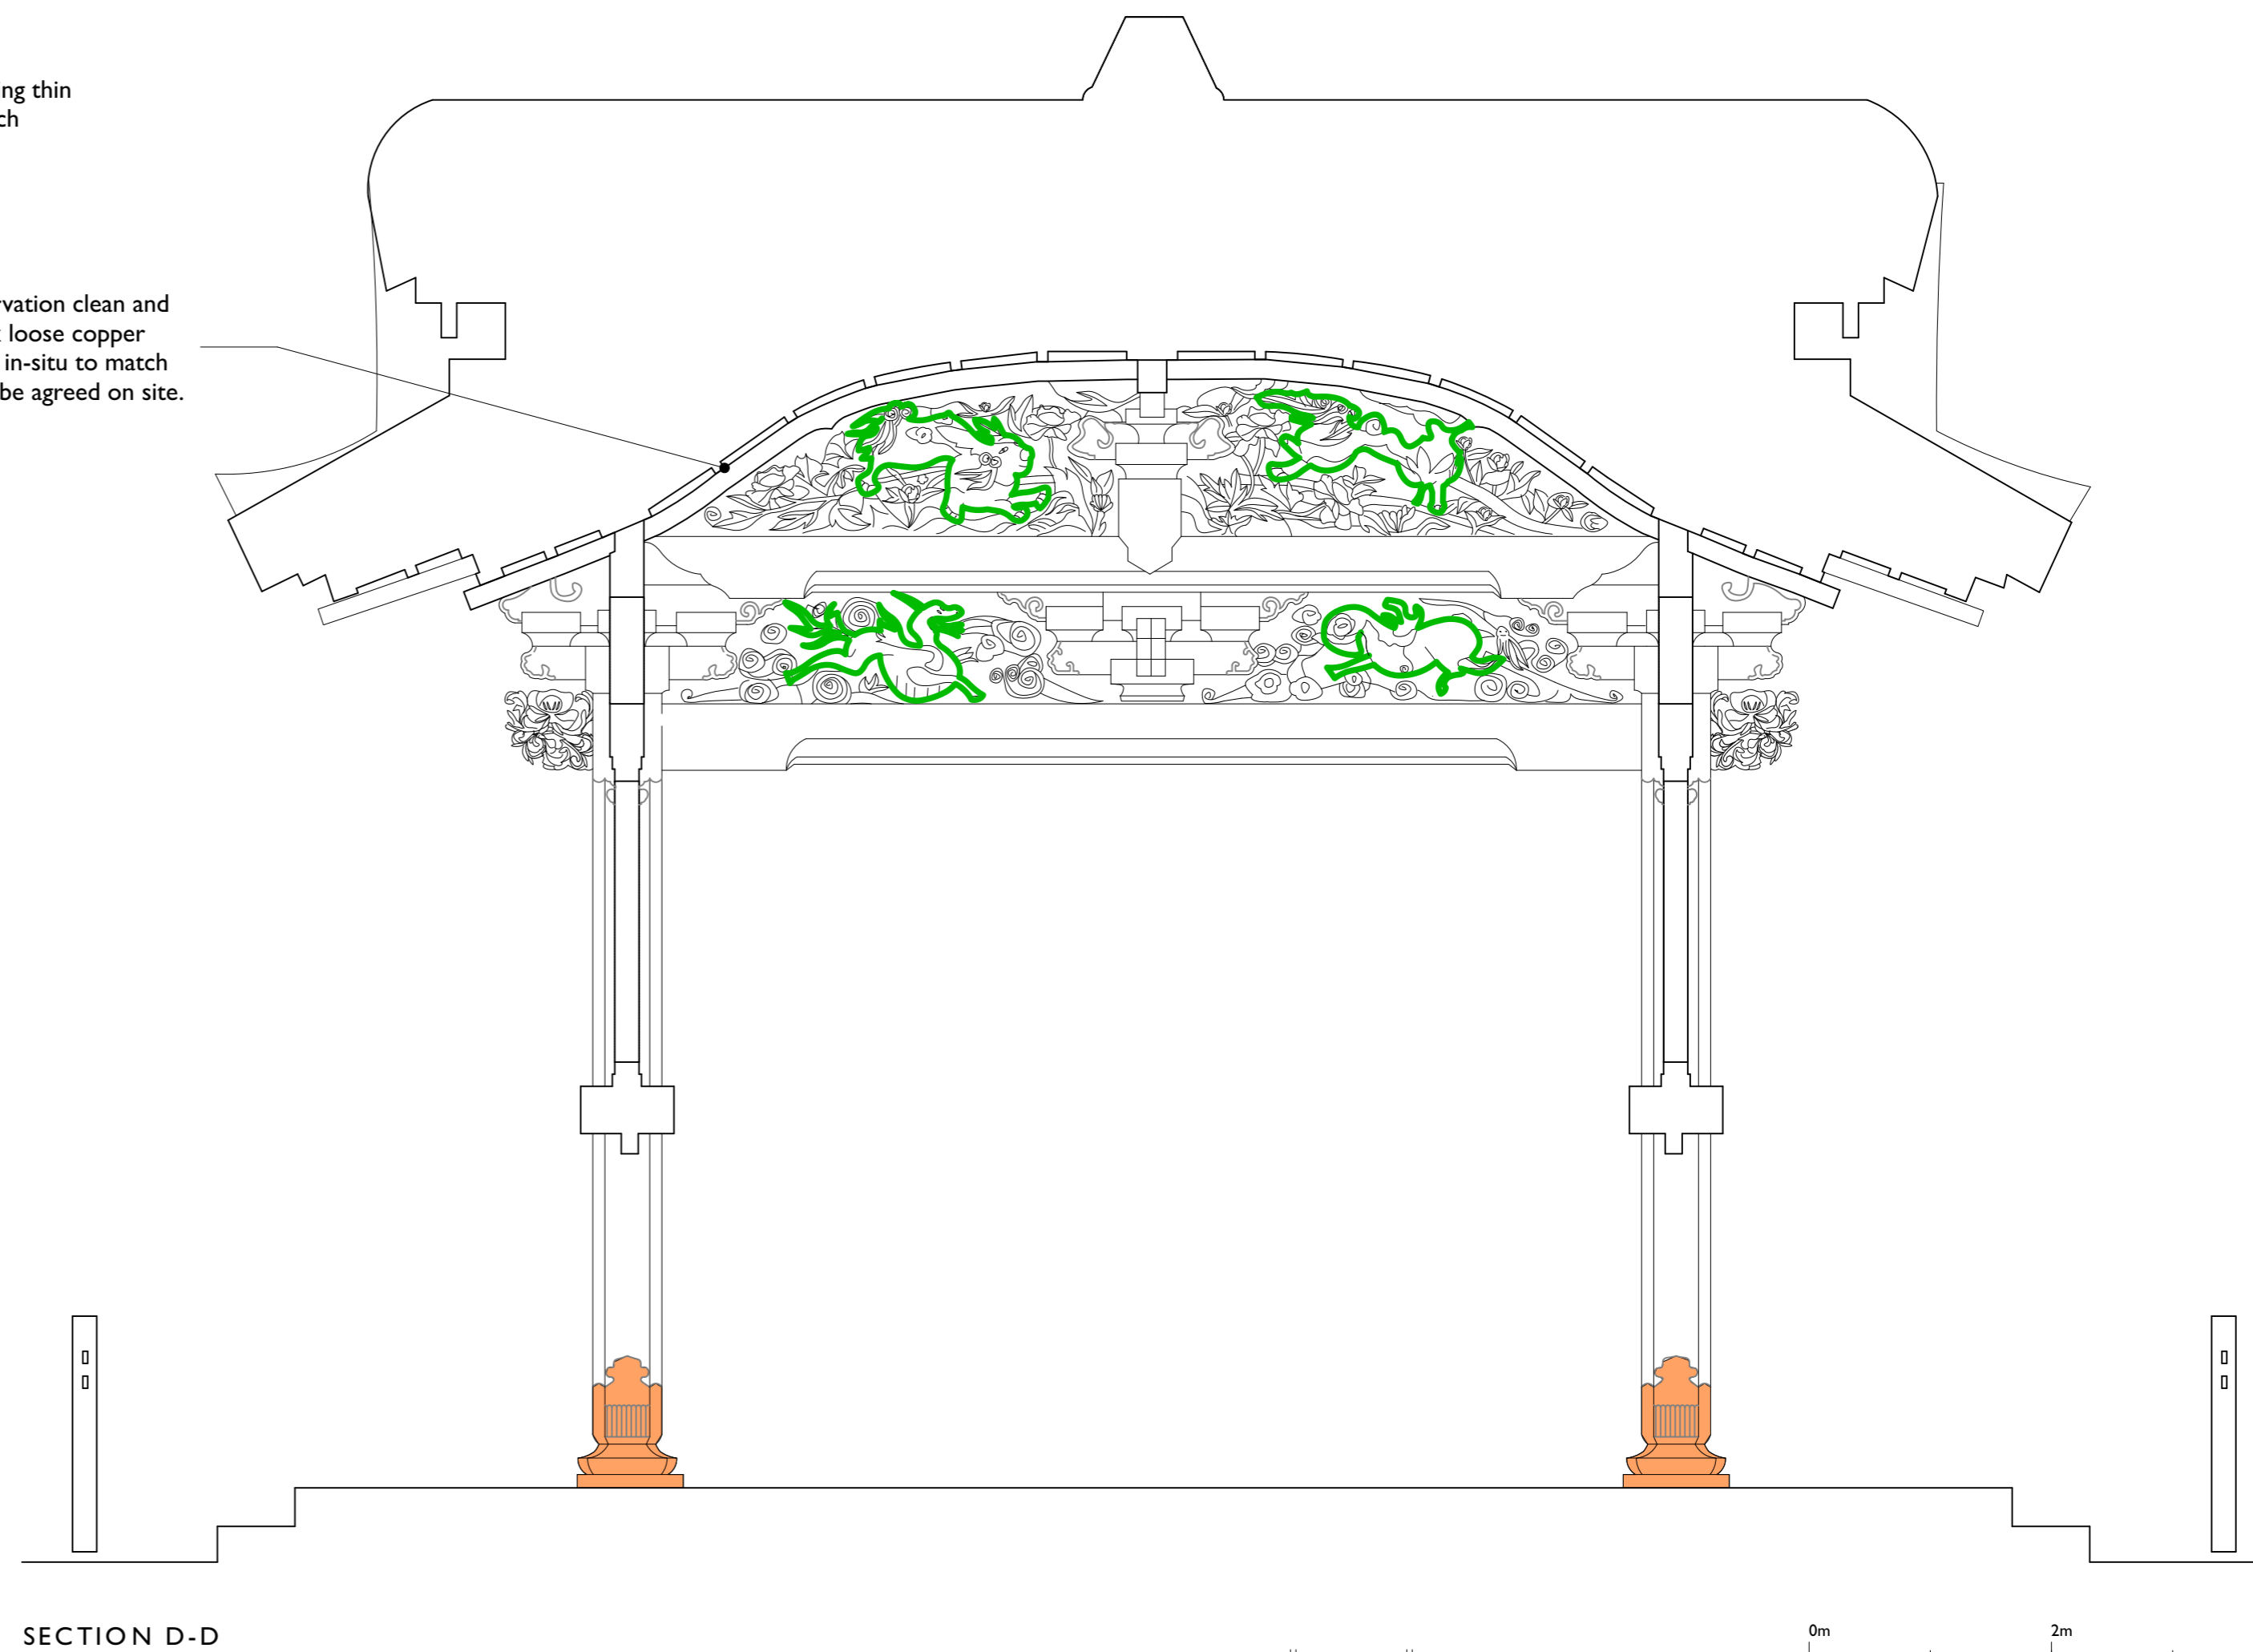 ng thin
ch
vation clean and
loose copper
in-situ to match
be agreed on site.
SECTION D-D
0m 2m